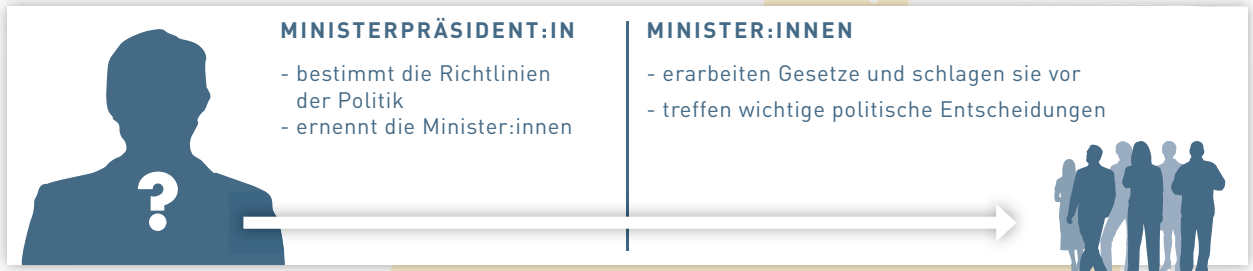 MINISTERPRÄSIDENT:IN
- bestimmt die Richtlinien
der Politik
- ernennt die Minister:innen
MINISTER:INNEN
- erarbeiten Gesetze und schlagen sie vor
- treffen wichtige politische Entscheidungen
?